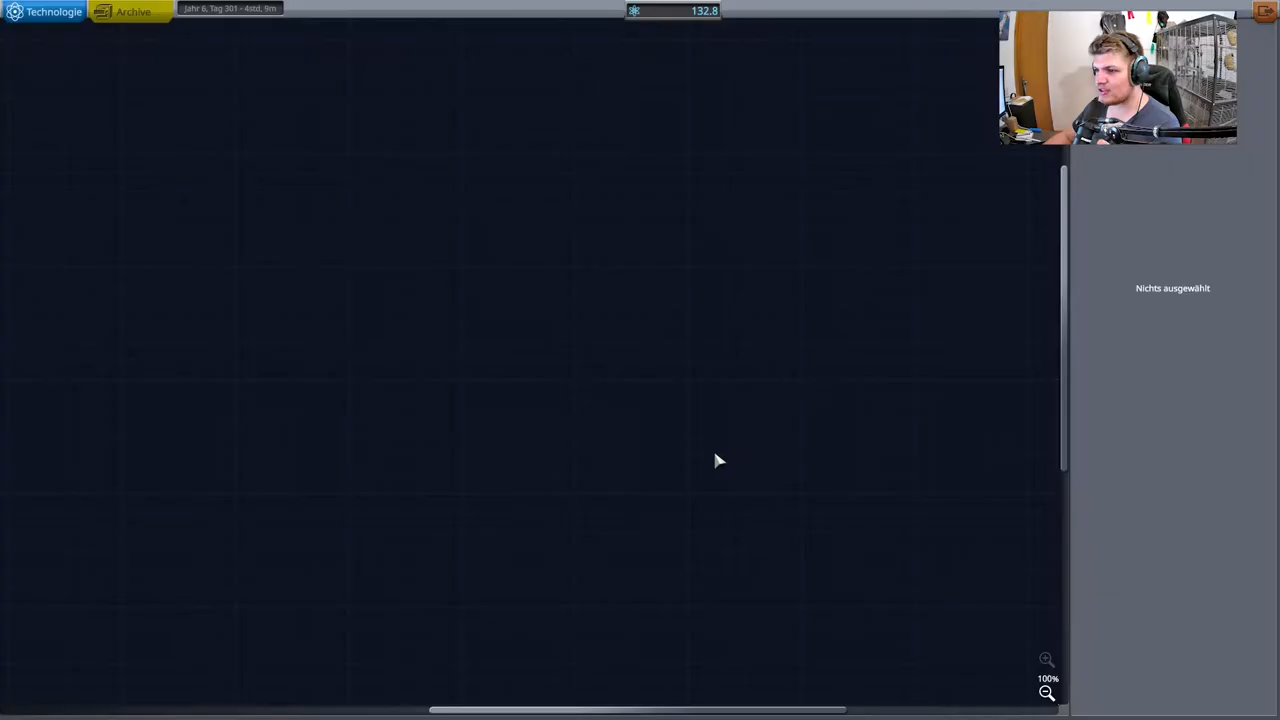 Technologie
Archive
Jahr 6, Tag 301 - 4std, 9m
132.8
Nichts ausgewählt
100%